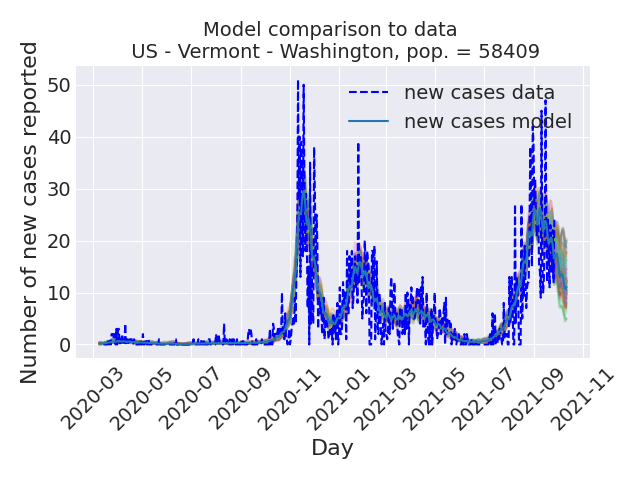 Model comparison to data
US - Vermont - Washington, pop. = 58409
new cases data
new cases model
Number of new cases reported
50
40
30
20
10
0
2020-03
2020-05
2020-07
2020-09
2020-11
2021-01
2021-03
2021-05
2021-07
2021-09
2021-11
Day